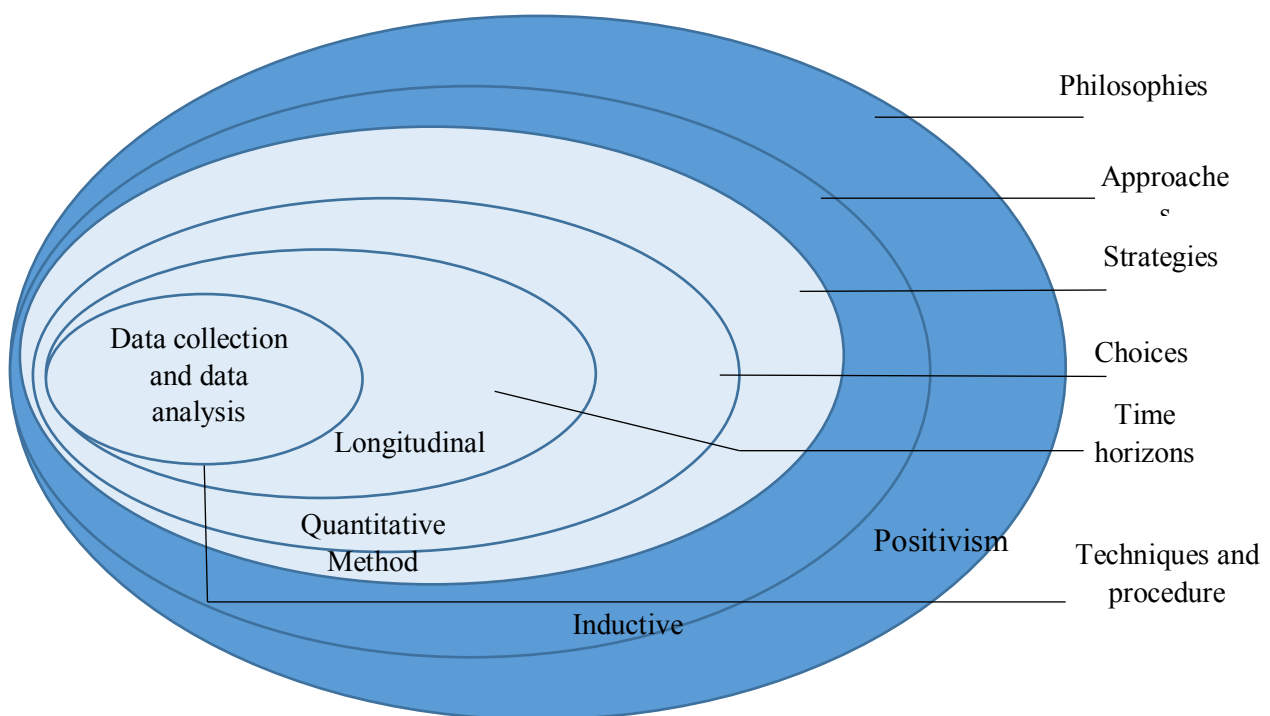 Philosophies
Approache
s
Strategies
Data collection
and data
analysis
Choices
Time
horizons
Longitudinal
Quantitative
Method
Positivism
Techniques and
procedure
Inductive